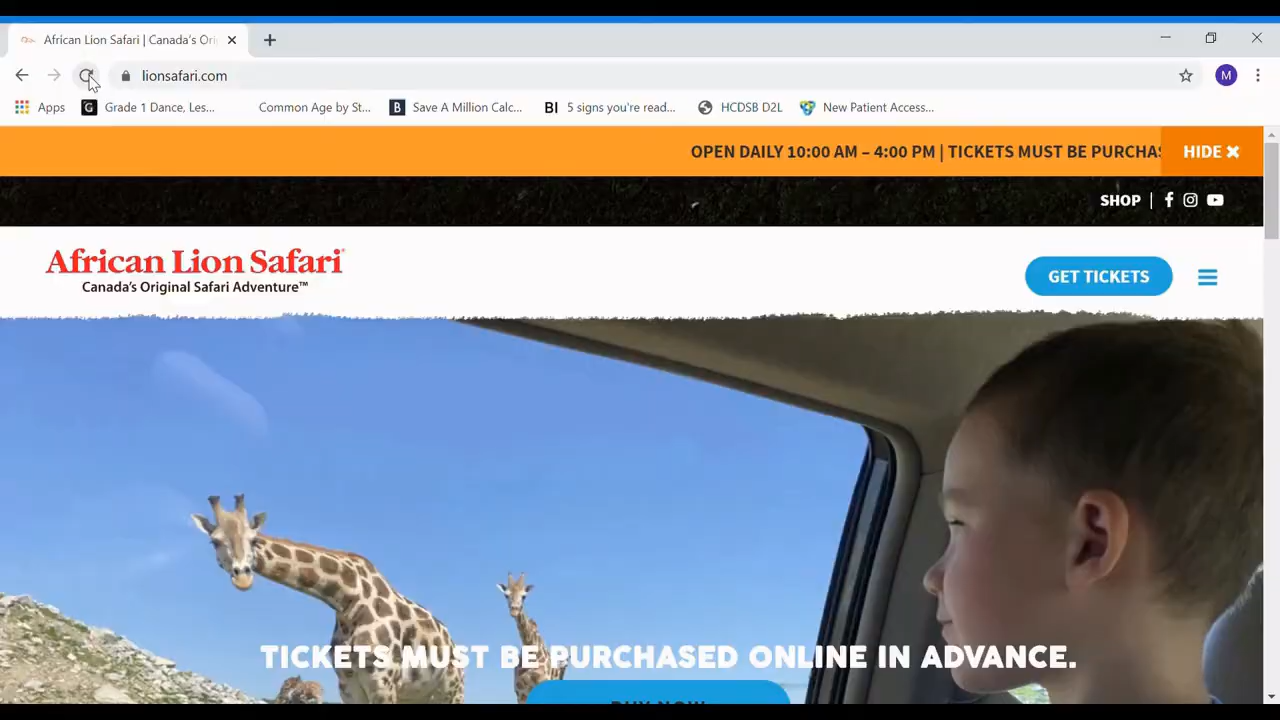 African Lion Safari | Canada's Ori
lionsafari.com
M
Apps
Grade 1 Dance, Les...
Common Age by St...
Save A Million Calc...
5 signs you're read...
HCDSB D2L
New Patient Access...
OPEN DAILY 10:00 AM – 4:00 PM | TICKETS MUST BE PURCHAS
HIDE ✖
SHOP |
African Lion Safari®
Canada's Original Safari Adventure™
GET TICKETS
TICKETS MUST BE PURCHASED ONLINE IN ADVANCE.
BUY NOW